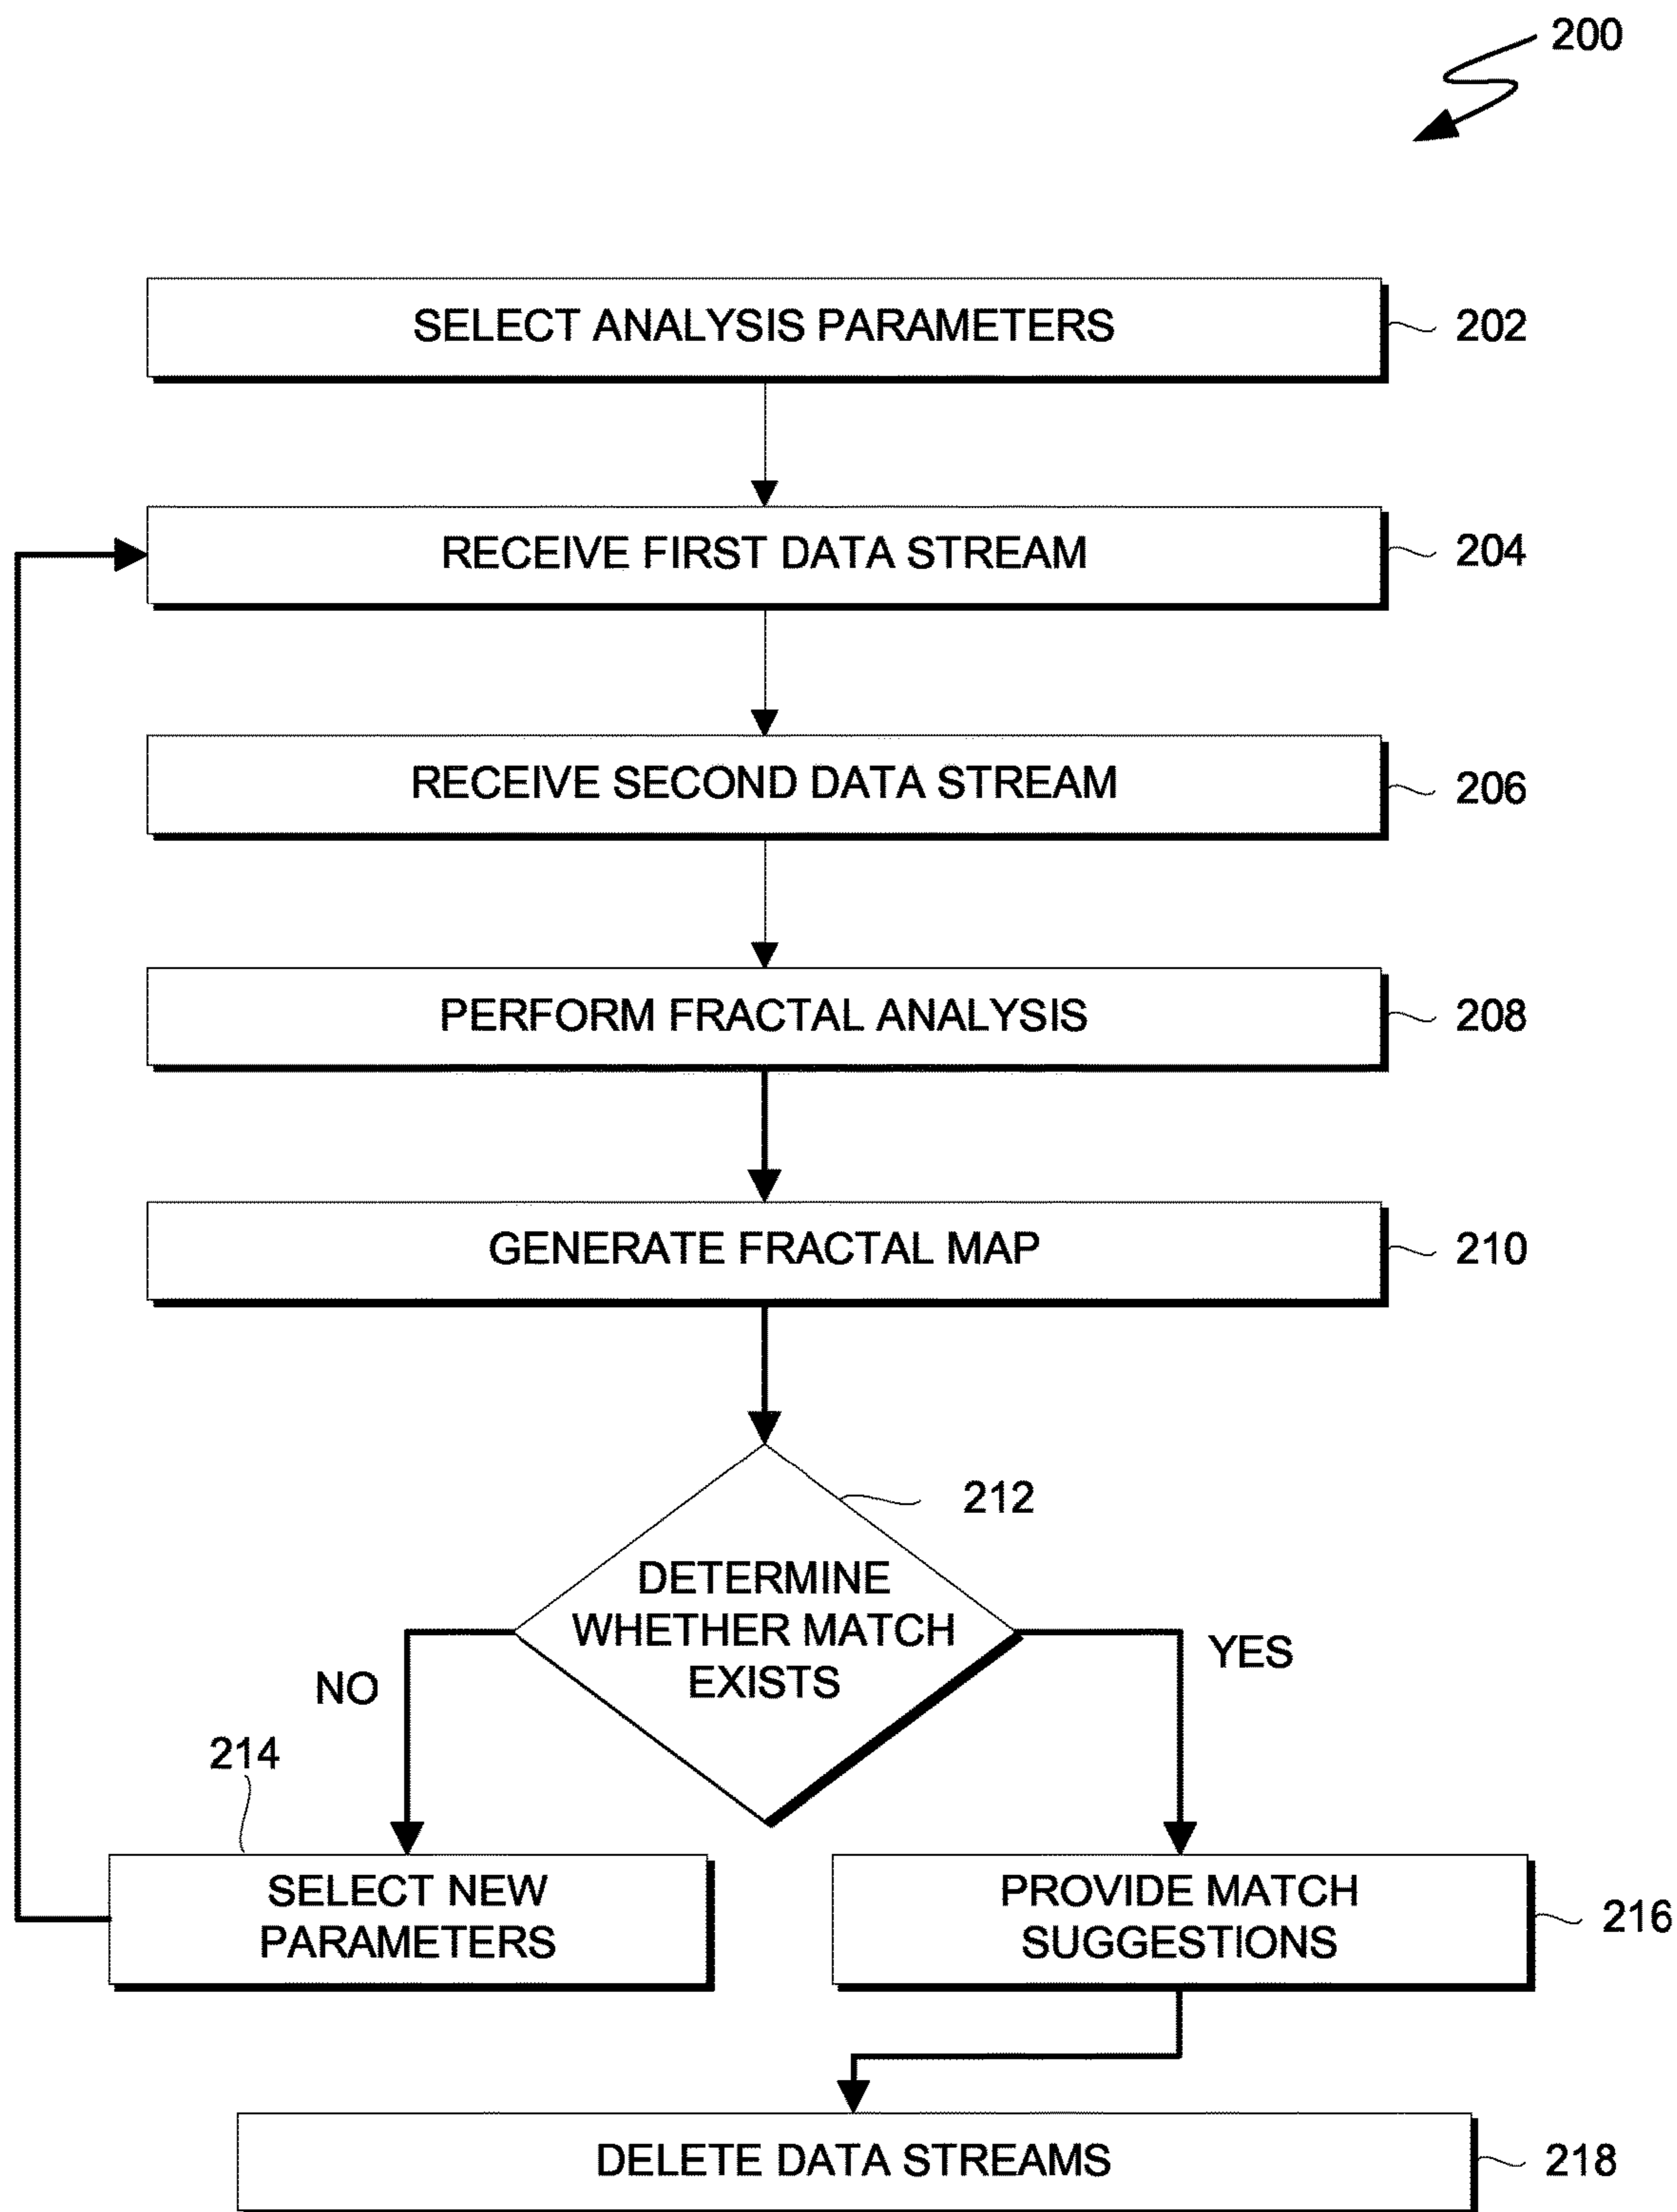 200
SELECT ANALYSIS PARAMETERS
202
RECEIVE FIRST DATA STREAM
204
RECEIVE SECOND DATA STREAM
206
PERFORM FRACTAL ANALYSIS
208
GENERATE FRACTAL MAP
210
212
DETERMINE
WHETHER MATCH
EXISTS
NO
YES
214
SELECT NEW
PARAMETERS
PROVIDE MATCH
SUGGESTIONS
216
DELETE DATA STREAMS
218